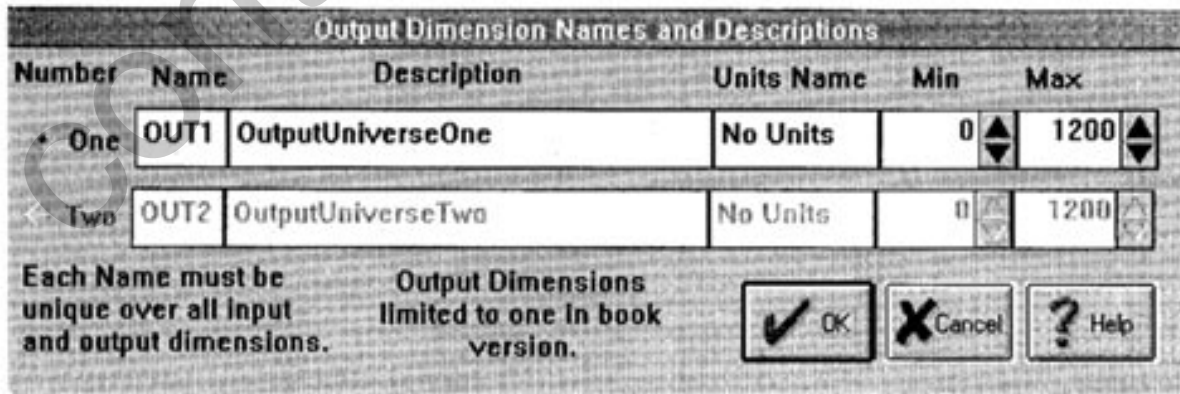 Output Dimension Names and Descriptions
Number Name Description Units Name Min Max
One OUT1 OutputUniverseOne No Units 0 1200
Two OUT2 OutputUniverseTwo No Units 0 1200
Each Name must be
unique over all input
and output dimensions.
Output Dimensions
limited to one in book
version.
OK Cancel Help